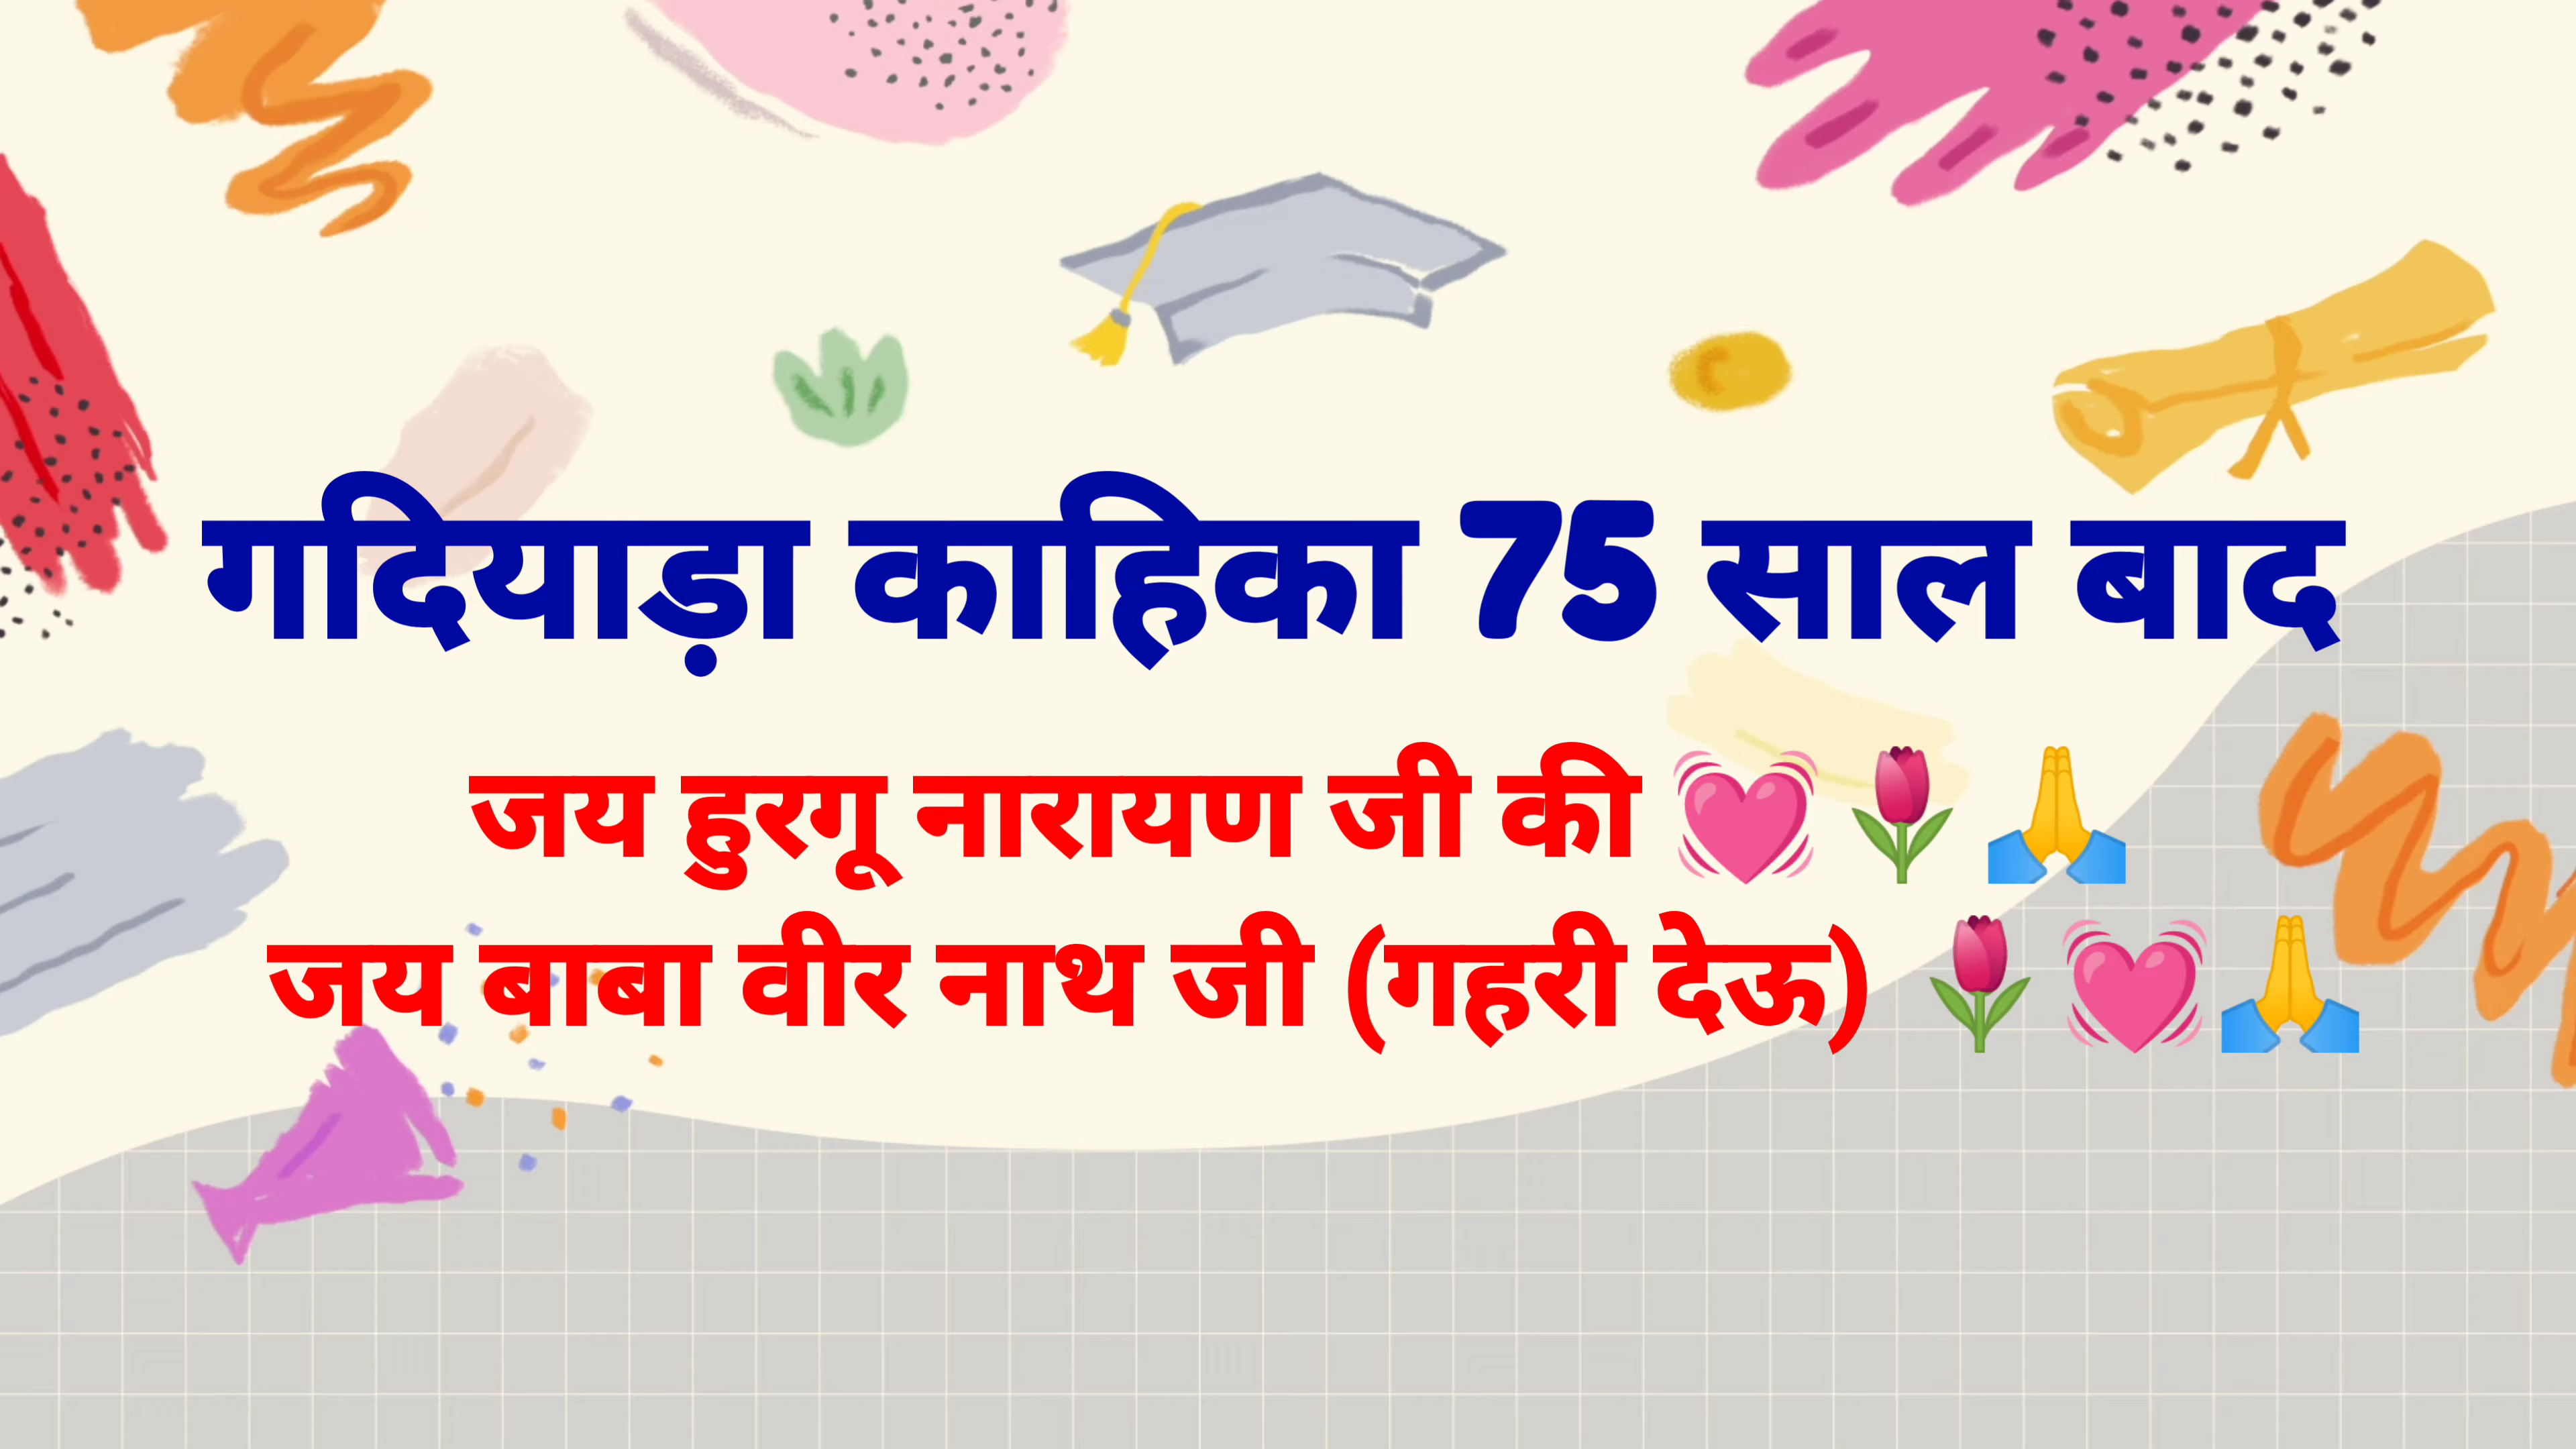 गदियाड़ा काहिका 75 साल बाद
जय हुरगू नारायण जी की 💓🌷🙏
जय बाबा वीर नाथ जी (गहरी देऊ) 🌷💓🙏